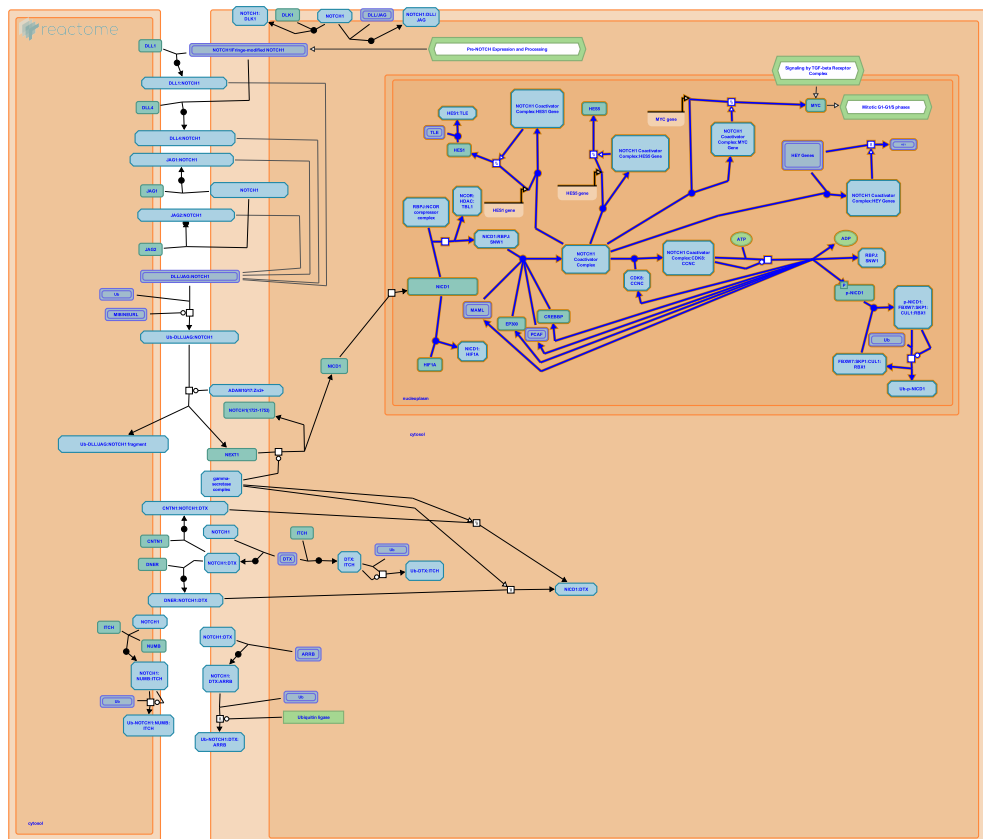 reactome
NOTCH1:
DLK1
DLK1
NOTCH1
DLL/JAG
NOTCH1:DLL/
JAG
DLL1
NOTCH1/Fringe-modified NOTCH1
Pre-NOTCH Expression and Processing
DLL1:NOTCH1
DLL4
DLL4:NOTCH1
JAG1:NOTCH1
JAG1
NOTCH1
JAG2:NOTCH1
JAG2
DLL/JAG:NOTCH1
Ub
MIB/NEURL
Ub-DLL/JAG:NOTCH1
ADAM10/17:Zn2+
NOTCH1(1721-1753)
Ub-DLL/JAG:NOTCH1 fragment
NEXT1
NICD1
gamma-
secretase
complex
Signaling by TGF-beta Receptor
Complex
Mitotic G1-G1/S phases
MYC
MYC gene
HES1:TLE
TLE
HES1
NOTCH1 Coactivator
Complex:HES1 Gene
HES1 gene
HES5
NOTCH1 Coactivator
Complex:HES5 Gene
HES5 gene
NOTCH1
Coactivator
Complex:MYC
Gene
HEY Genes
NOTCH1 Coactivator
Complex:HEY Genes
RBPJ:NCOR
corepressor
complex
NCOR:
HDAC:
TBL1
NICD1:RBPJ:
SNW1
NOTCH1
Coactivator
Complex
NOTCH1 Coactivator
Complex:CDK8:
CCNC
CDK8:
CCNC
ATP
ADP
RBPJ:
SNW1
P
p-NICD1
p-NICD1:
FBXW7:SKP1:
CUL1:RBX1
Ub
FBXW7:SKP1:CUL1:
RBX1
Ub-p-NICD1
NICD1
MAML
EP300
PCAF
CREBBP
HIF1A
NICD1:
HIF1A
nucleoplasm
cytosol
CNTN1:NOTCH1:DTX
CNTN1
NOTCH1
DNER
NOTCH1:DTX
DTX
ITCH
DTX:
ITCH
Ub
Ub-DTX:ITCH
DNER:NOTCH1:DTX
NICD1:DTX
ITCH
NOTCH1
NUMB
NOTCH1:
NUMB:ITCH
Ub
Ub-NOTCH1:NUMB:
ITCH
NOTCH1:DTX
ARRB
NOTCH1:
DTX:ARRB
Ub
Ubiquitin ligase
Ub-NOTCH1:DTX:
ARRB
cytosol